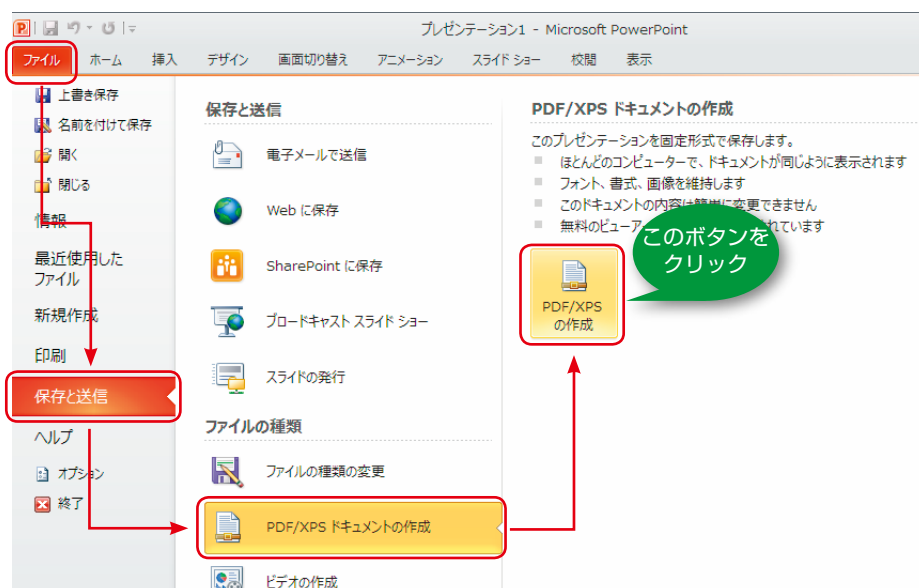 プレゼンテーション1 - Microsoft PowerPoint
ファイル ホーム 挿入 デザイン 画面切り替え アニメーション スライド ショー 校閲 表示
上書き保存
名前を付けて保存
開く
閉じる
情報
最近使用した
ファイル
新規作成
印刷
保存と送信
ヘルプ
オプション
終了
保存と送信
電子メールで送信
Web に保存
SharePoint に保存
ブロードキャスト スライド ショー
スライドの発行
ファイルの種類
ファイルの種類の変更
PDF/XPS ドキュメントの作成
ビデオの作成
PDF/XPS ドキュメントの作成
このプレゼンテーションを固定形式で保存します。
ほとんどのコンピューターで、ドキュメントが同じように表示されます
フォント、書式、画像を維持します
このドキュメントの内容は簡単に変更できません
無料のビューア れています
このボタンを
クリック
PDF/XPS
の作成